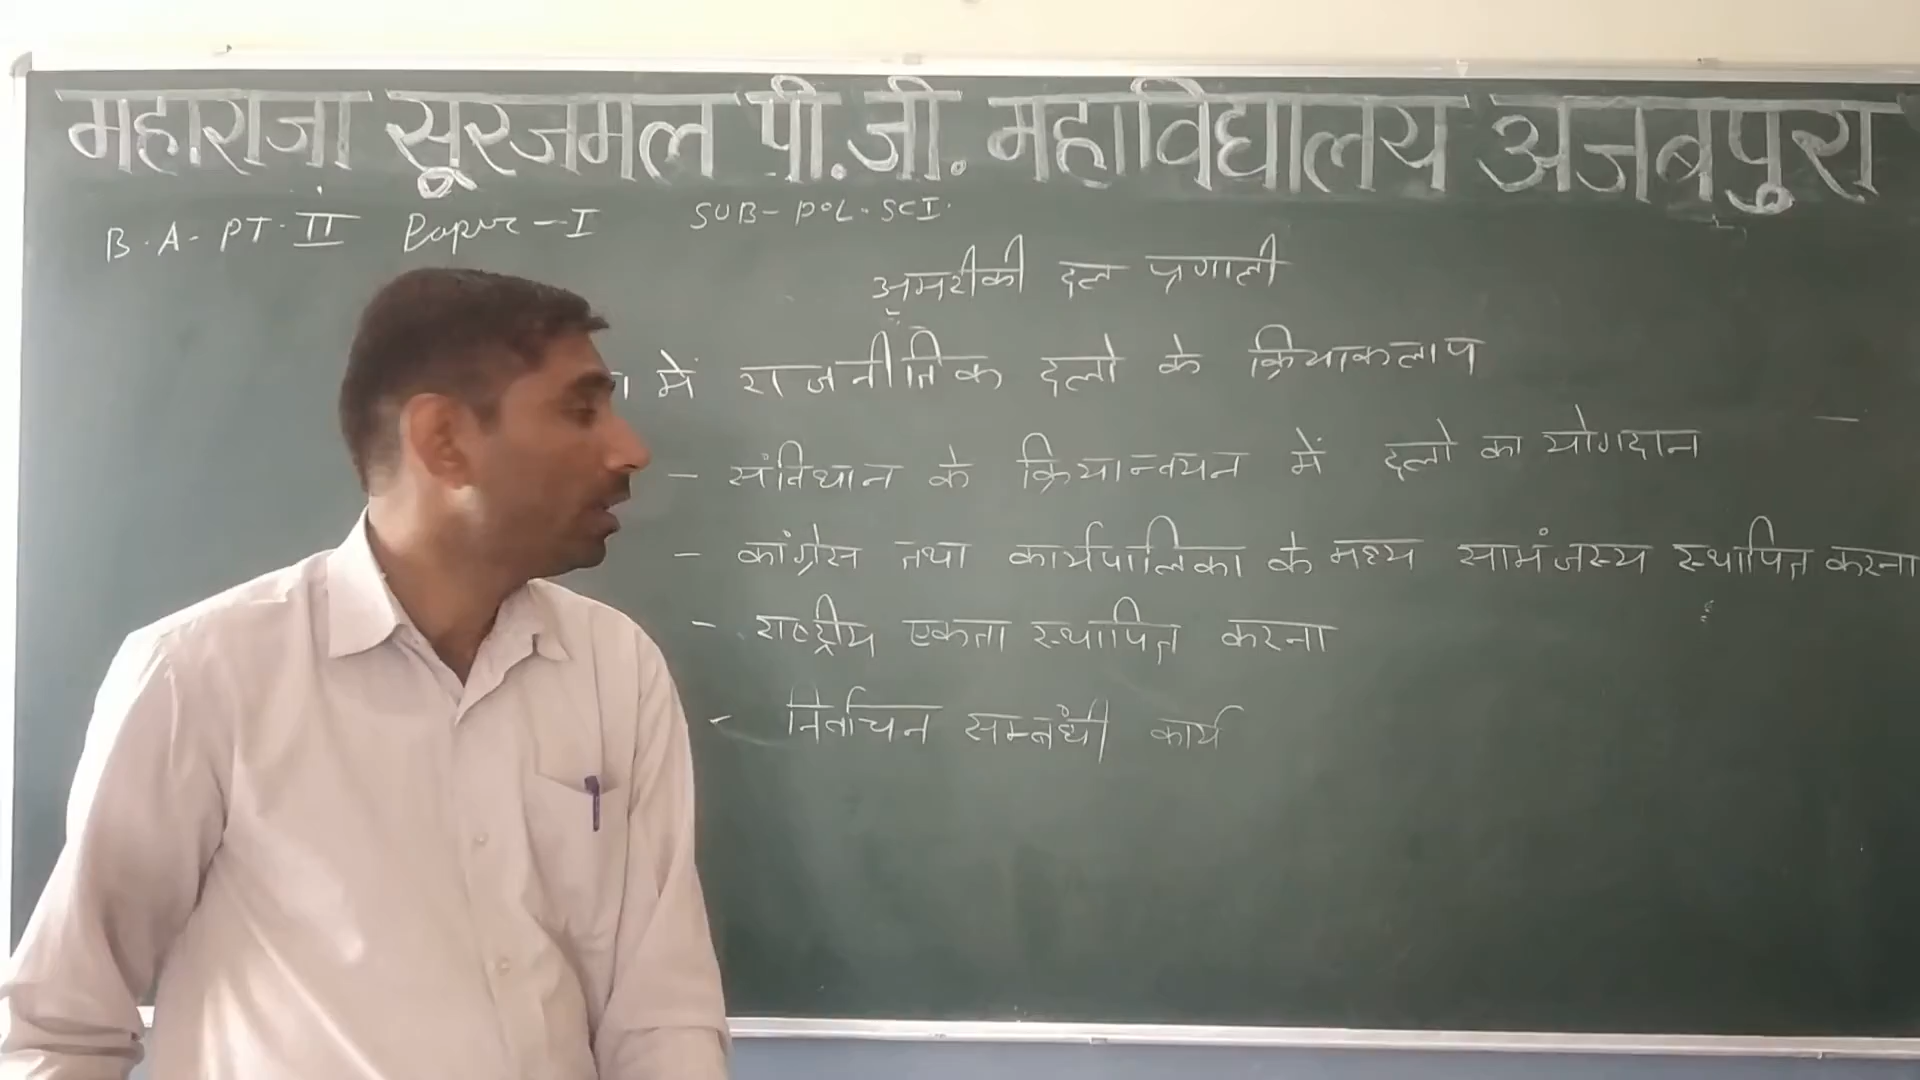 महाराजा सूरजमल पी.जी. महाविद्यालय अजबपुरा
B.A- PT-II Paper-I SUB- POL. SCI.
अमरीकी दल प्रणाली
में राजनीतिक दलो के क्रियाकलाप
- संविधान के क्रियान्वयन में दलो का योगदान
- कांग्रेस तथा कार्यपालिका के मध्य सामंजस्य स्थापित करना
- राष्ट्रीय एकता स्थापित करना
- निर्वाचन सम्बंधी कार्य